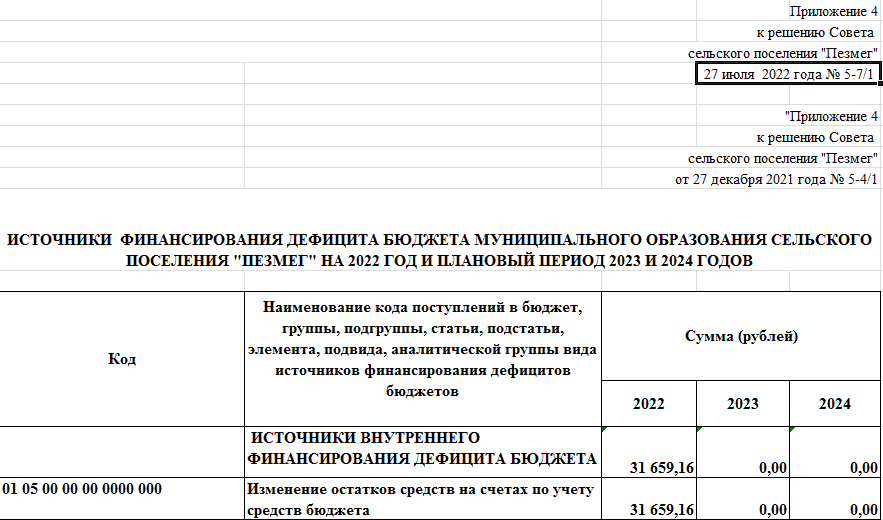 Приложение 4
к решению Совета
сельского поселения "Пезмег"
27 июля 2022 года № 5-7/1
"Приложение 4
к решению Совета
сельского поселения "Пезмег"
от 27 декабря 2021 года № 5-4/1
ИСТОЧНИКИ ФИНАНСИРОВАНИЯ ДЕФИЦИТА БЮДЖЕТА МУНИЦИПАЛЬНОГО ОБРАЗОВАНИЯ СЕЛЬСКОГО
ПОСЕЛЕНИЯ "ПЕЗМЕГ" НА 2022 ГОД И ПЛАНОВЫЙ ПЕРИОД 2023 И 2024 ГОДОВ
Код
Наименование кода поступлений в бюджет,
группы, подгруппы, статьи, подстатьи,
элемента, подвида, аналитической группы вида
источников финансирования дефицитов
бюджетов
Сумма (рублей)
2022 2023 2024
ИСТОЧНИКИ ВНУТРЕННЕГО
ФИНАНСИРОВАНИЯ ДЕФИЦИТА БЮДЖЕТА
31 659,16 0,00 0,00
01 05 00 00 00 0000 000
Изменение остатков средств на счетах по учету
средств бюджета
31 659,16 0,00 0,00